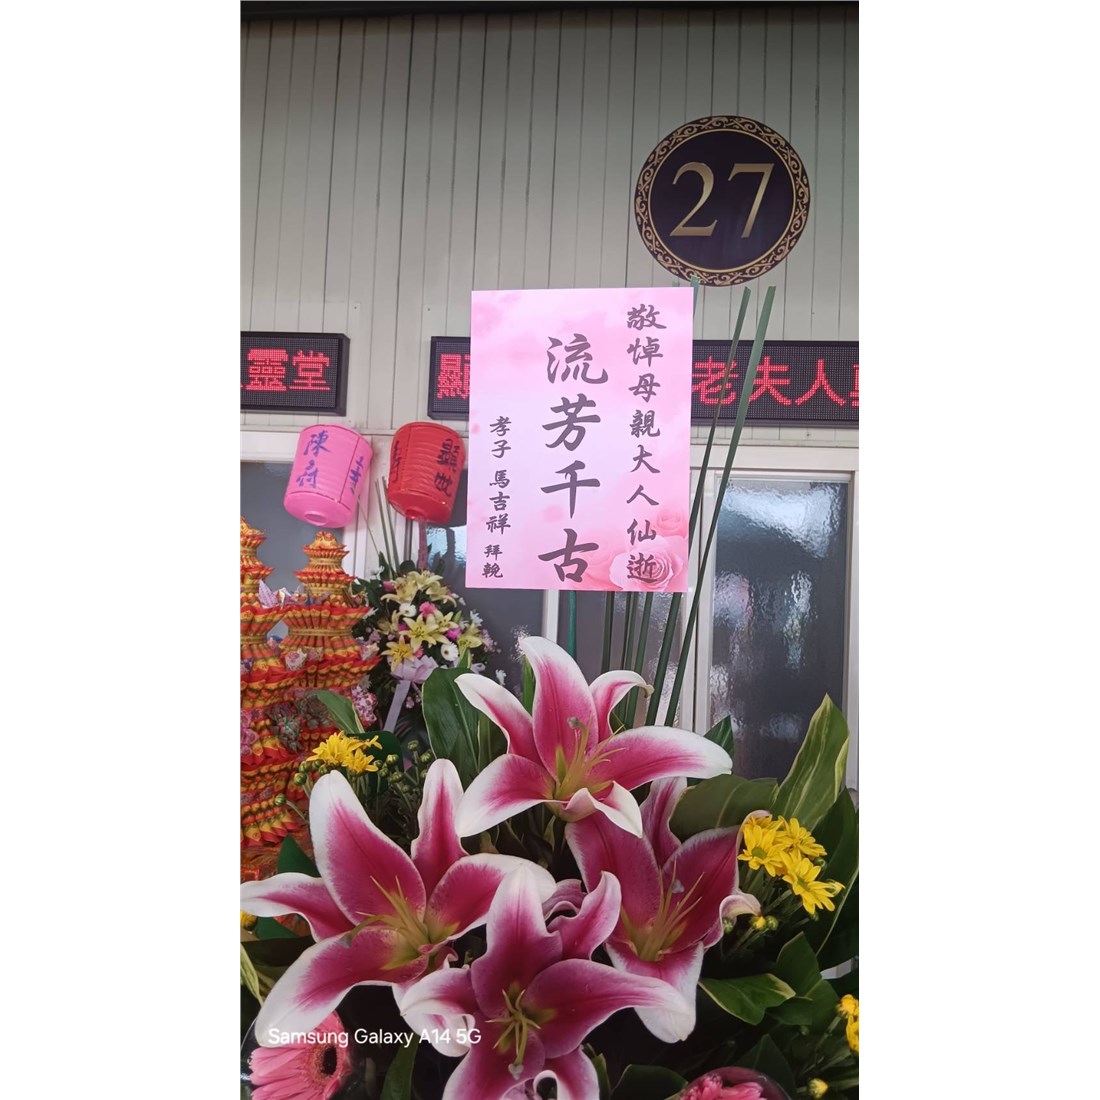 27
敬悼母親大人仙逝
流芳千古
孝子 馬吉祥 拜輓
靈堂
顯
老夫人
陳府
Samsung Galaxy A14 5G